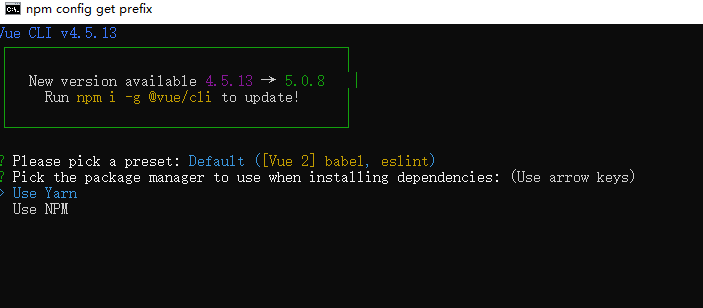 npm config get prefix
Vue CLI v4.5.13
New version available 4.5.13 → 5.0.8
Run npm i -g @vue/cli to update!
? Please pick a preset: Default ([Vue 2] babel, eslint)
? Pick the package manager to use when installing dependencies: (Use arrow keys)
> Use Yarn
Use NPM